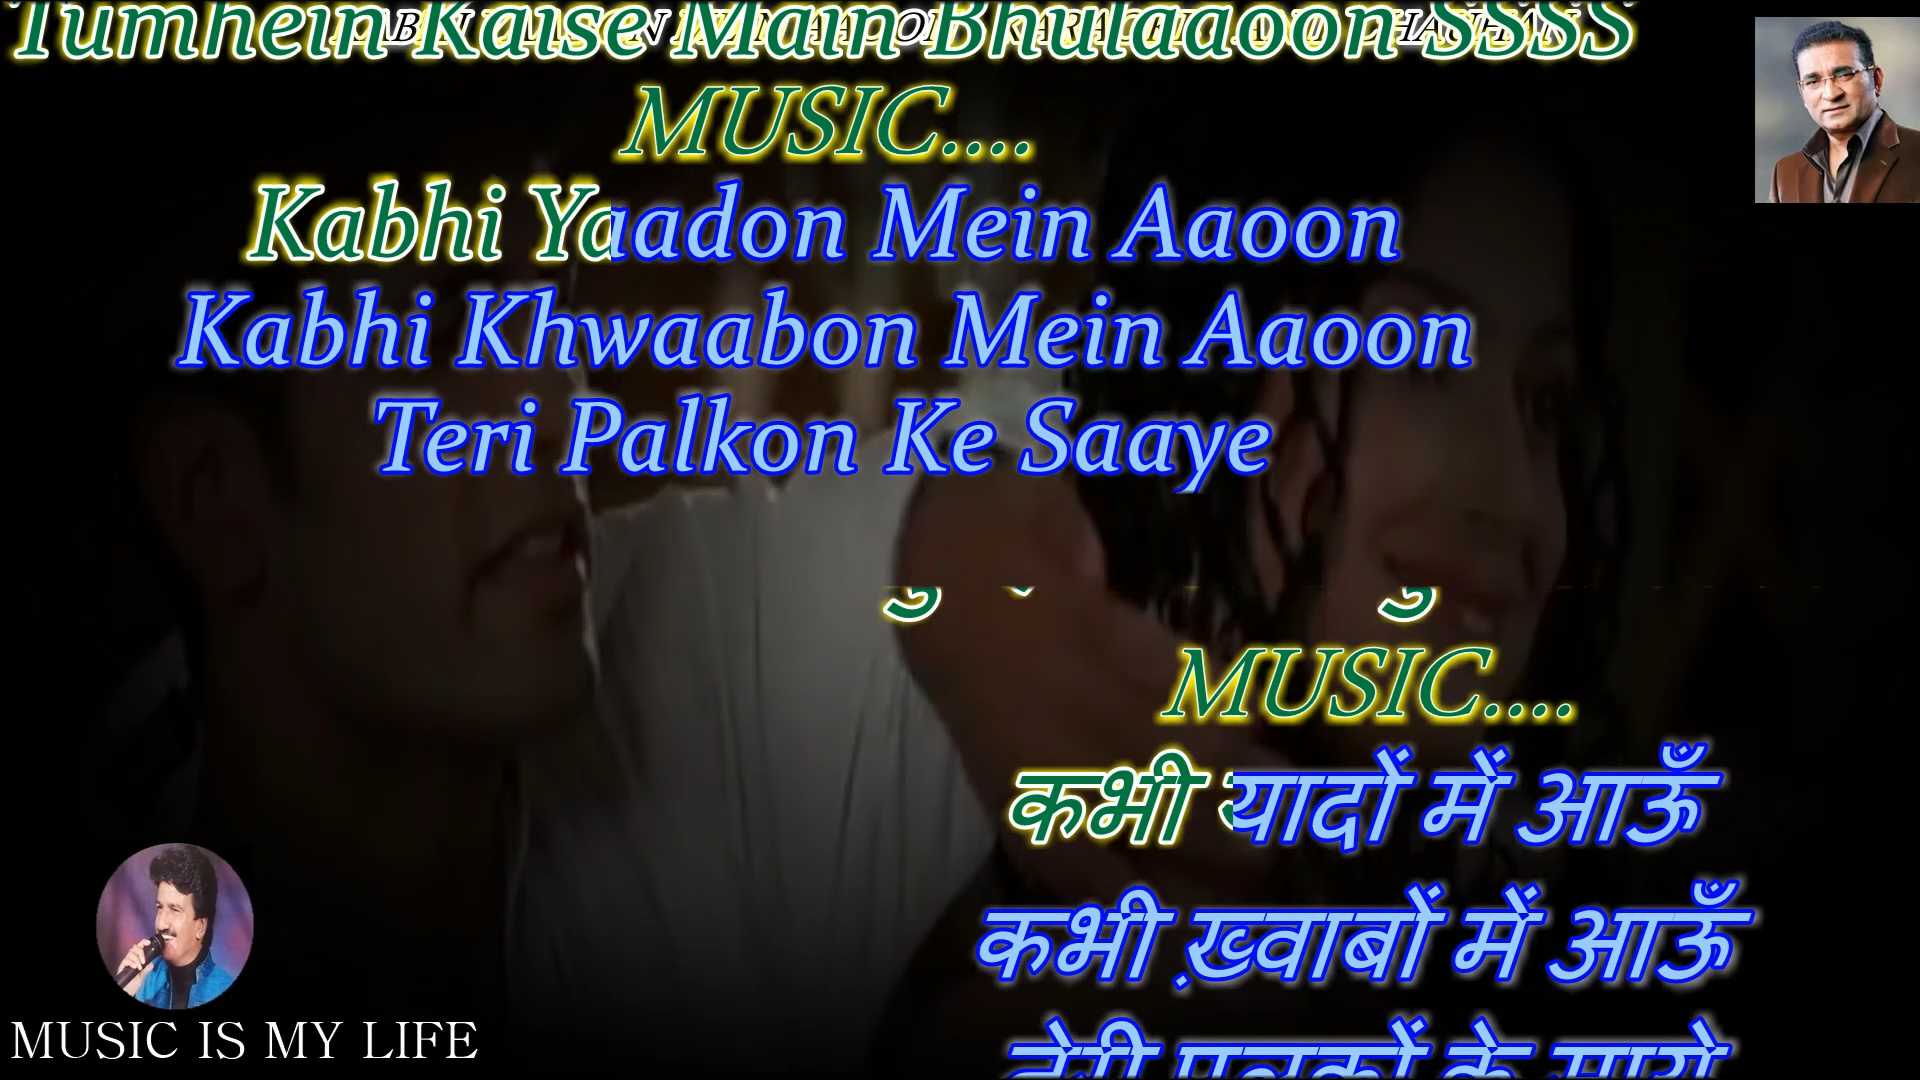 Tumhein Kaise Main Bhulaaoon SSSS
MUSIC....
Kabhi Yaadon Mein Aaoon
Kabhi Khwaabon Mein Aaoon
Teri Palkon Ke Saaye
MUSIC....
कभी यादों में आऊँ
कभी ख़्वाबों में आऊँ
तेरी पलकों के साये
MUSIC IS MY LIFE